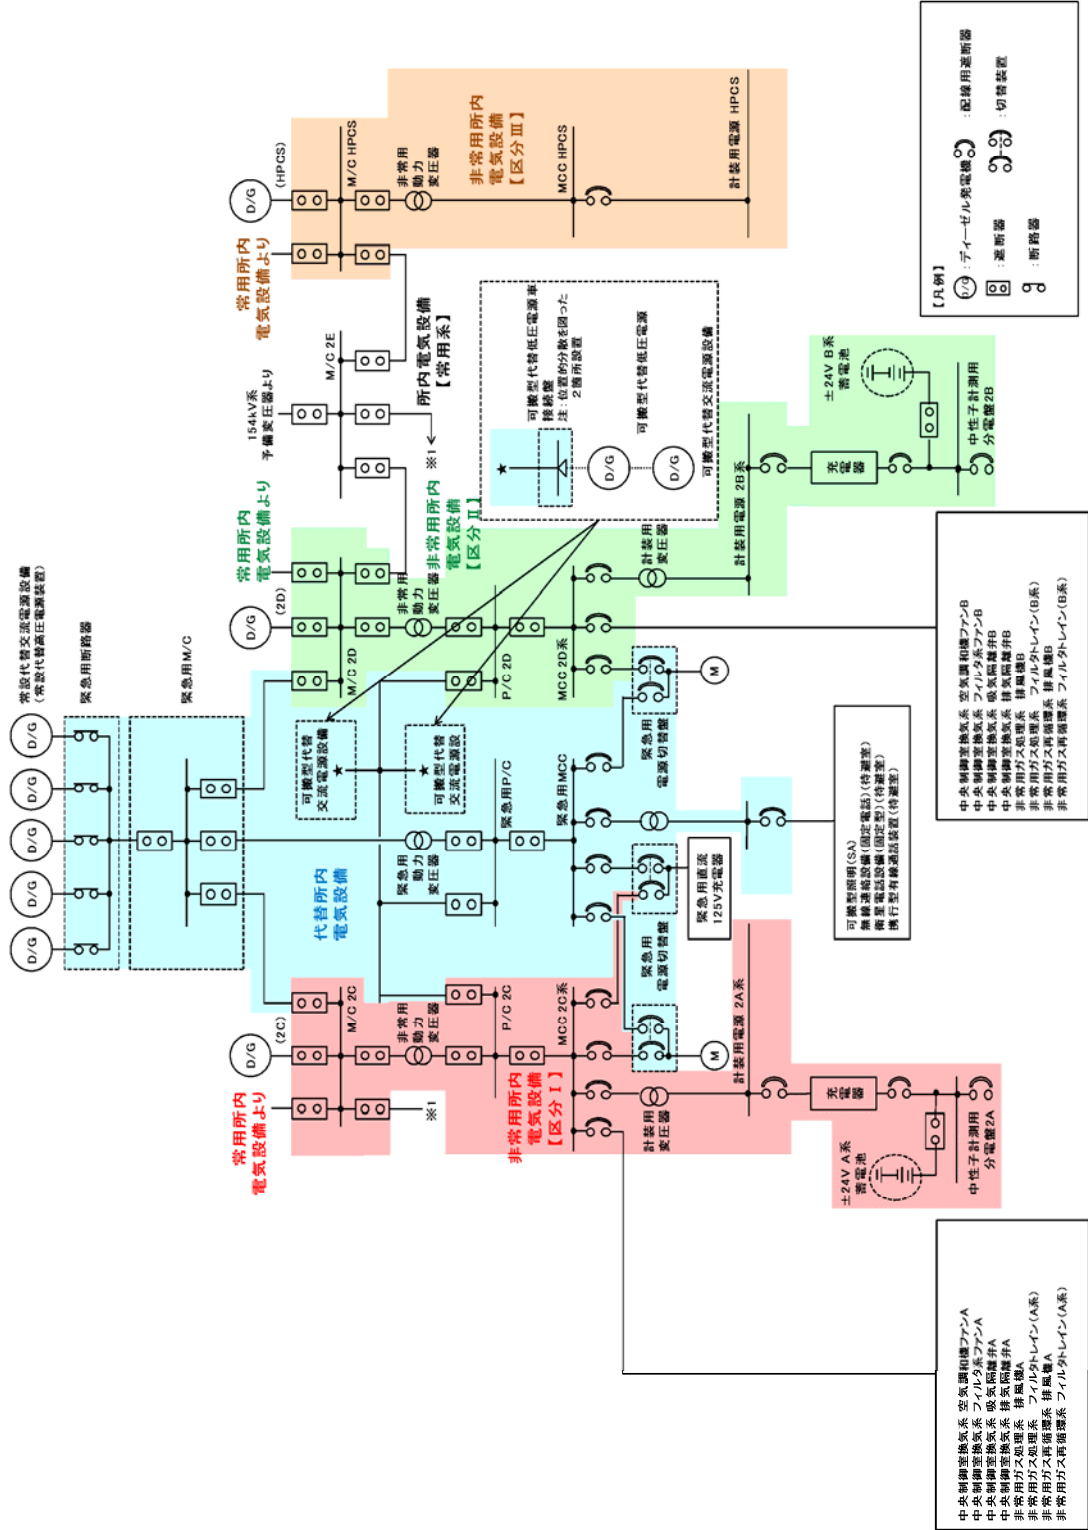 常設代替交流電源設備
(常設代替高圧電源装置)
D/G
D/G
D/G
D/G
D/G
緊急用断路器
緊急用M/C
常用所内
電気設備より
D/G
(2C)
M/C 2C
非常用
動力
変圧器
※1
P/C 2C
非常用所内
電気設備
【区分Ⅰ】
MCC 2C系
計装用
変圧器
計装用電源 2A系
充電器
±24V A系
蓄電池
中性子計測用
分電盤2A
緊急用
電源切替盤
M
代替所内
電気設備
緊急用
動力
変圧器
緊急用P/C
緊急用MCC
緊急用直流
125V充電器
可搬型代替
交流電源設備
★
可搬型代替
交流電源設
★
緊急用
電源切替盤
M
可搬型照明(SA)
無線連絡設備(固定電話)(待避室)
衛星電話設備(固定型)(待避室)
携行型有線通話装置(待避室)
常用所内
電気設備より
D/G
(2D)
M/C 2D
非常用
動力
変圧器
非常用所内
電気設備
【区分Ⅱ】
P/C 2D
MCC 2D系
計装用
変圧器
計装用電源 2B系
充電器
±24V B系
蓄電池
中性子計測用
分電盤2B
154kV系
予備変圧器より
M/C 2E
※1
所内電気設備
【常用系】
★
可搬型代替低圧電源車
接続盤
注:位置的分散を図った
2箇所設置
D/G
D/G
可搬型代替低圧電源
可搬型代替交流電源設備
常用所内
電気設備より
D/G
(HPCS)
M/C HPCS
非常用
動力
変圧器
非常用所内
電気設備
【区分Ⅲ】
MCC HPCS
計装用電源 HPCS
中央制御室換気系 空気調和機ファンA
中央制御室換気系 フィルタ系ファンA
中央制御室換気系 吸気隔離弁A
中央制御室換気系 排気隔離弁A
非常用ガス処理系 排風機A
非常用ガス処理系 フィルタトレイン(A系)
非常用ガス再循環系 排風機A
非常用ガス再循環系 フィルタトレイン(A系)
中央制御室換気系 空気調和機ファンB
中央制御室換気系 フィルタ系ファンB
中央制御室換気系 吸気隔離弁B
中央制御室換気系 排気隔離弁B
非常用ガス処理系 排風機B
非常用ガス処理系 フィルタトレイン(B系)
非常用ガス再循環系 排風機B
非常用ガス再循環系 フィルタトレイン(B系)
【凡例】
D/G :ディーゼル発電機
:配線用遮断器
:遮断器
:切替装置
:断路器